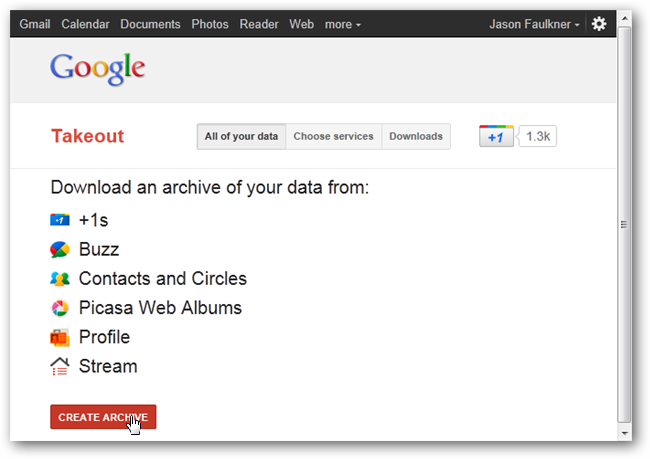 Gmail Calendar Documents Photos Reader Web more Jason Faulkner
Google
Takeout All of your data Choose services Downloads +1 1.3k
Download an archive of your data from:
+1 +1s
Buzz
Contacts and Circles
Picasa Web Albums
Profile
Stream
CREATE ARCHIVE